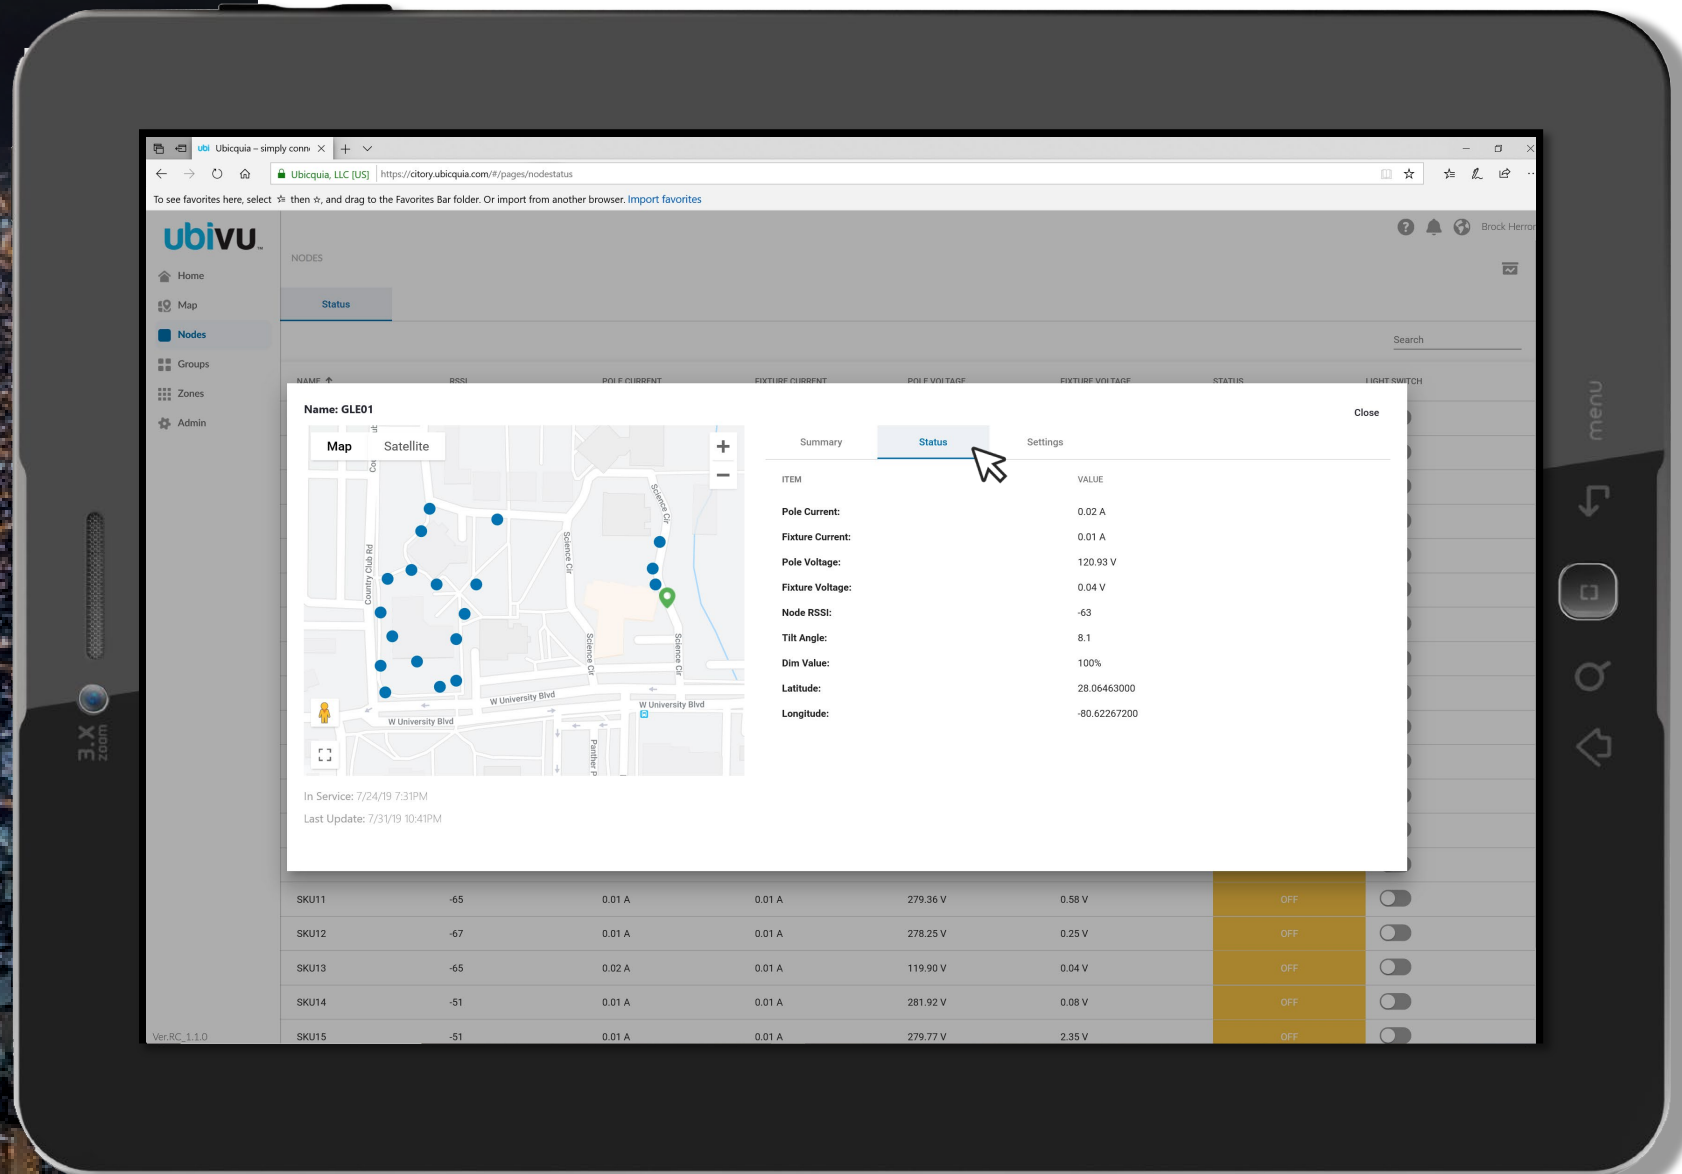 ubi Ubicquia – simply conn
Ubicquia, LLC [US] https://citory.ubicquia.com/#/pages/nodestatus
To see favorites here, select then ☆, and drag to the Favorites Bar folder. Or import from another browser. Import favorites
ubivu
Brock Herron
NODES
Home
Map
Nodes
Groups
Zones
Admin
Status
Search
NAME RSSI POLE CURRENT FIXTURE CURRENT POLE VOLTAGE FIXTURE VOLTAGE STATUS LIGHT SWITCH
Name: GLE01
Close
Map Satellite
Summary Status Settings
ITEM VALUE
Pole Current: 0.02 A
Fixture Current: 0.01 A
Pole Voltage: 120.93 V
Fixture Voltage: 0.04 V
Node RSSI: -63
Tilt Angle: 8.1
Dim Value: 100%
Latitude: 28.06463000
Longitude: -80.62267200
Science Cir
Science Cir
Country Club Rd
Science Cir
Science Cir
W University Blvd
W University Blvd
W University Blvd
Panther P
In Service: 7/24/19 7:31PM
Last Update: 7/31/19 10:41PM
SKU11 -65 0.01 A 0.01 A 279.36 V 0.58 V OFF
SKU12 -67 0.01 A 0.01 A 278.25 V 0.25 V OFF
SKU13 -65 0.02 A 0.01 A 119.90 V 0.04 V OFF
SKU14 -51 0.01 A 0.01 A 281.92 V 0.08 V OFF
SKU15 -51 0.01 A 0.01 A 279.77 V 2.35 V OFF
Ver.RC_1.1.0
menu
3.X
zoom